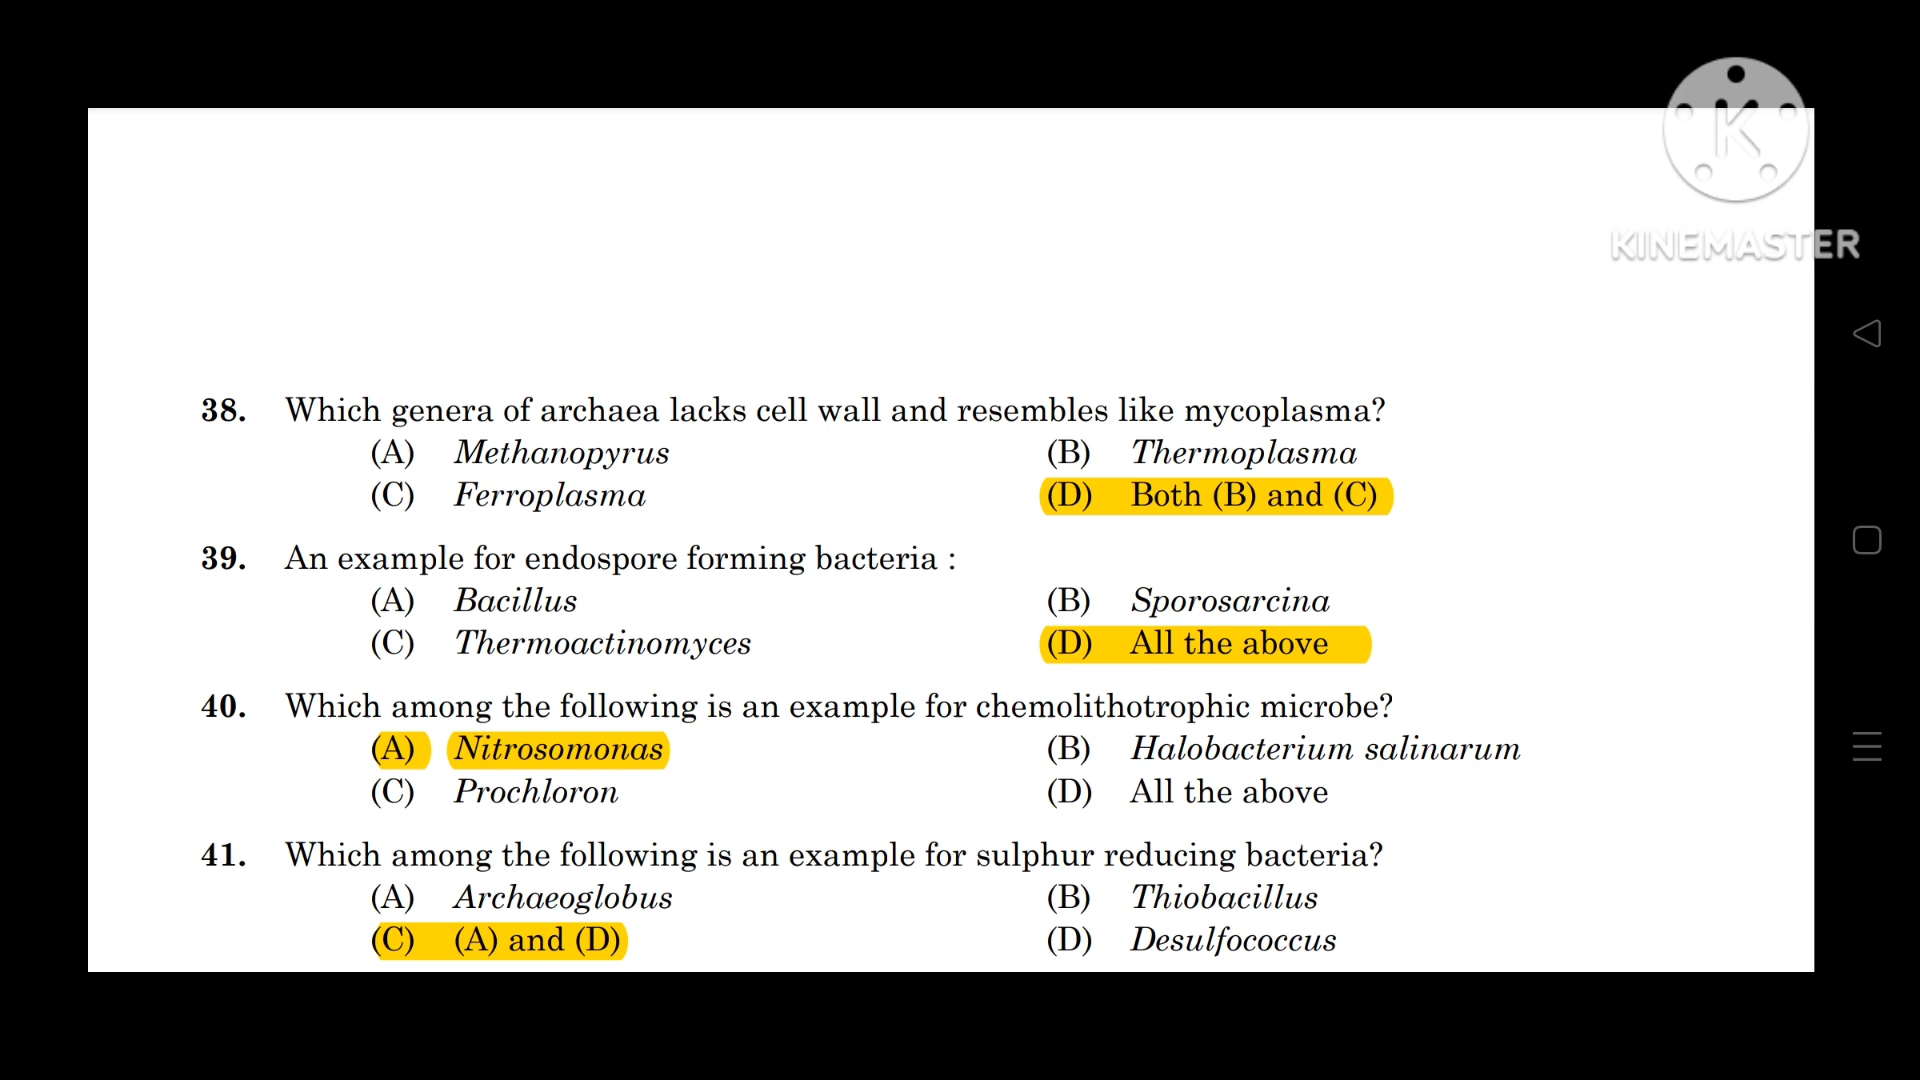 K
KINEMASTER
38. Which genera of archaea lacks cell wall and resembles like mycoplasma?
(A) Methanopyrus (B) Thermoplasma
(C) Ferroplasma (D) Both (B) and (C)
39. An example for endospore forming bacteria :
(A) Bacillus (B) Sporosarcina
(C) Thermoactinomyces (D) All the above
40. Which among the following is an example for chemolithotrophic microbe?
(A) Nitrosomonas (B) Halobacterium salinarum
(C) Prochloron (D) All the above
41. Which among the following is an example for sulphur reducing bacteria?
(A) Archaeoglobus (B) Thiobacillus
(C) (A) and (D) (D) Desulfococcus